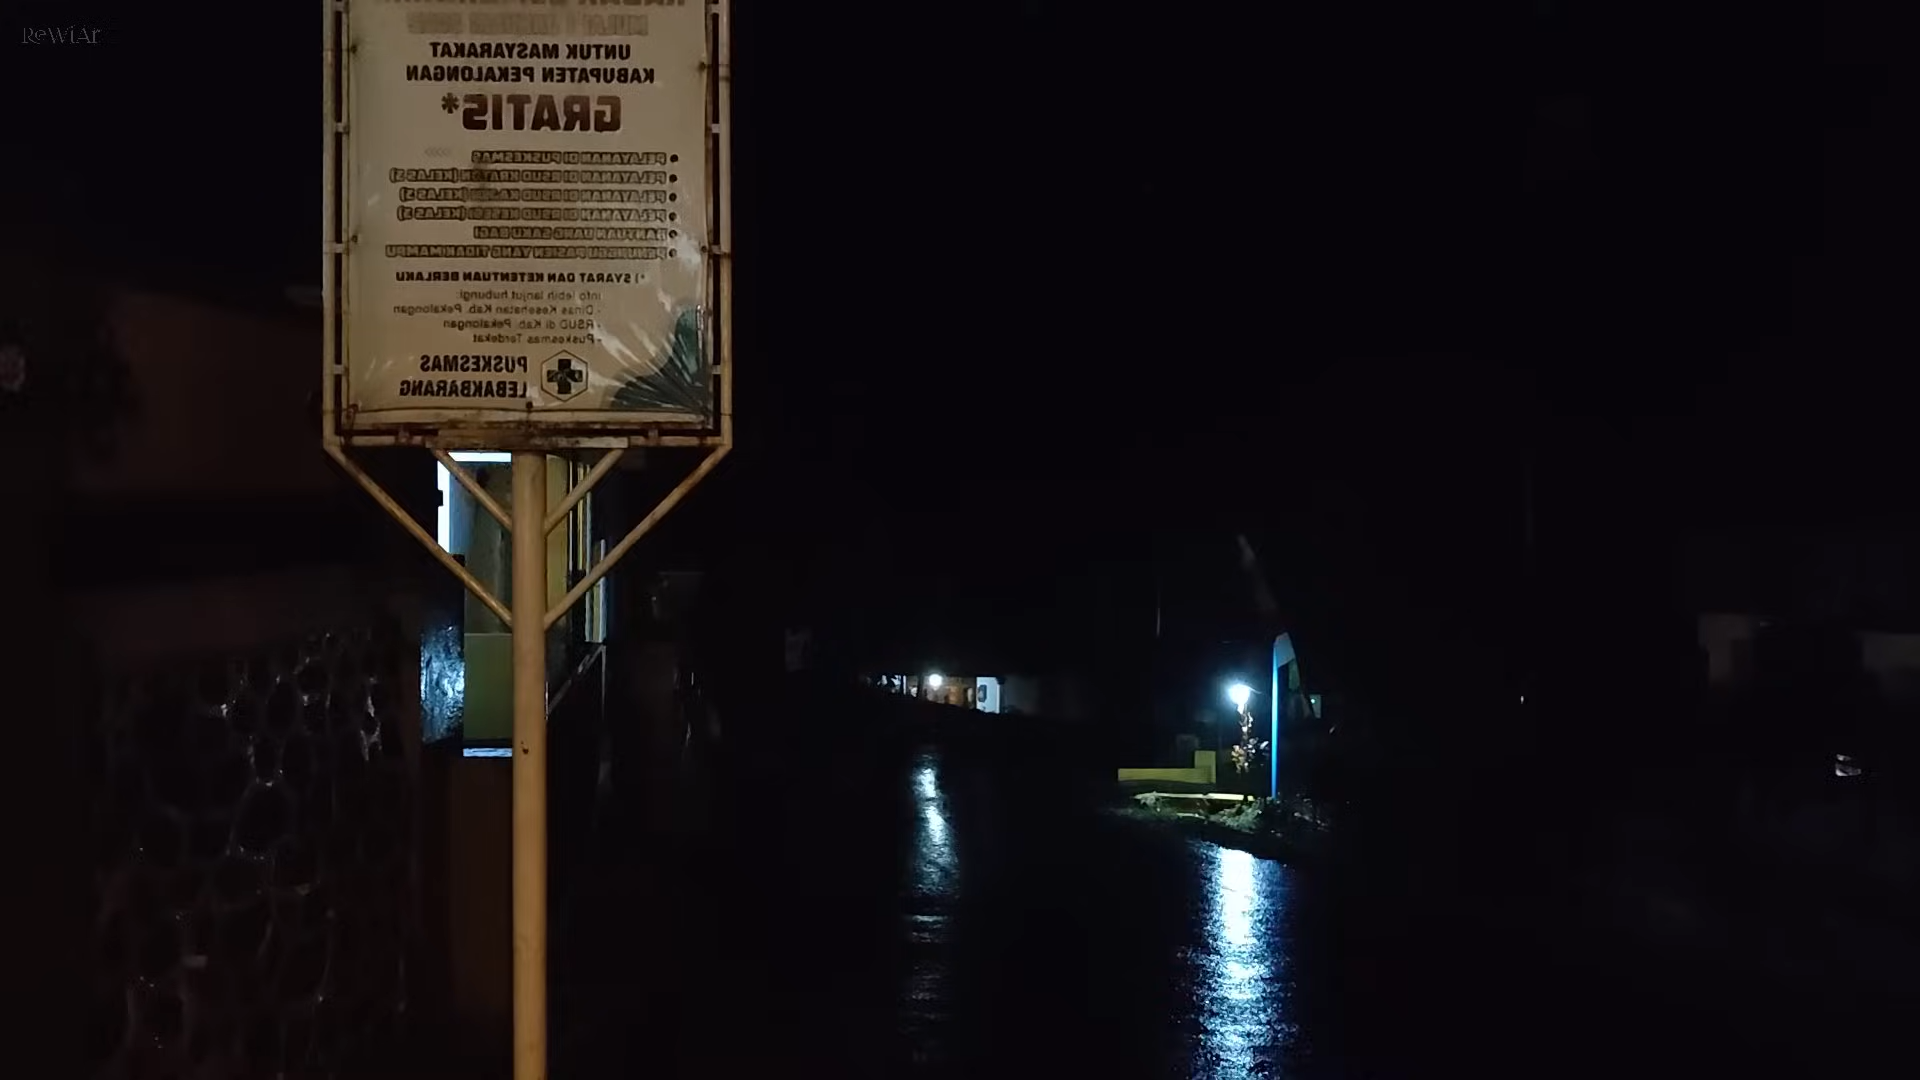 ReWiAr
UNTUK MASYARAKAT
KABUPATEN PEKALONGAN
GRATIS*
• PELAYANAN DI PUSKESMAS
• PELAYANAN DI RSUD KRATON (KELAS 3)
• PELAYANAN DI RSUD KAJEN (KELAS 3)
• PELAYANAN DI RSUD KESESI (KELAS 3)
UANG SAKU BAGI
PASIEN YANG TIDAK MAMPU
*) SYARAT DAN KETENTUAN BERLAKU
Info lebih lanjut hubungi:
- Dinas Kesehatan Kab. Pekalongan
- RSUD di Kab. Pekalongan
- Puskesmas Terdekat
PUSKESMAS
LEBAKBARANG